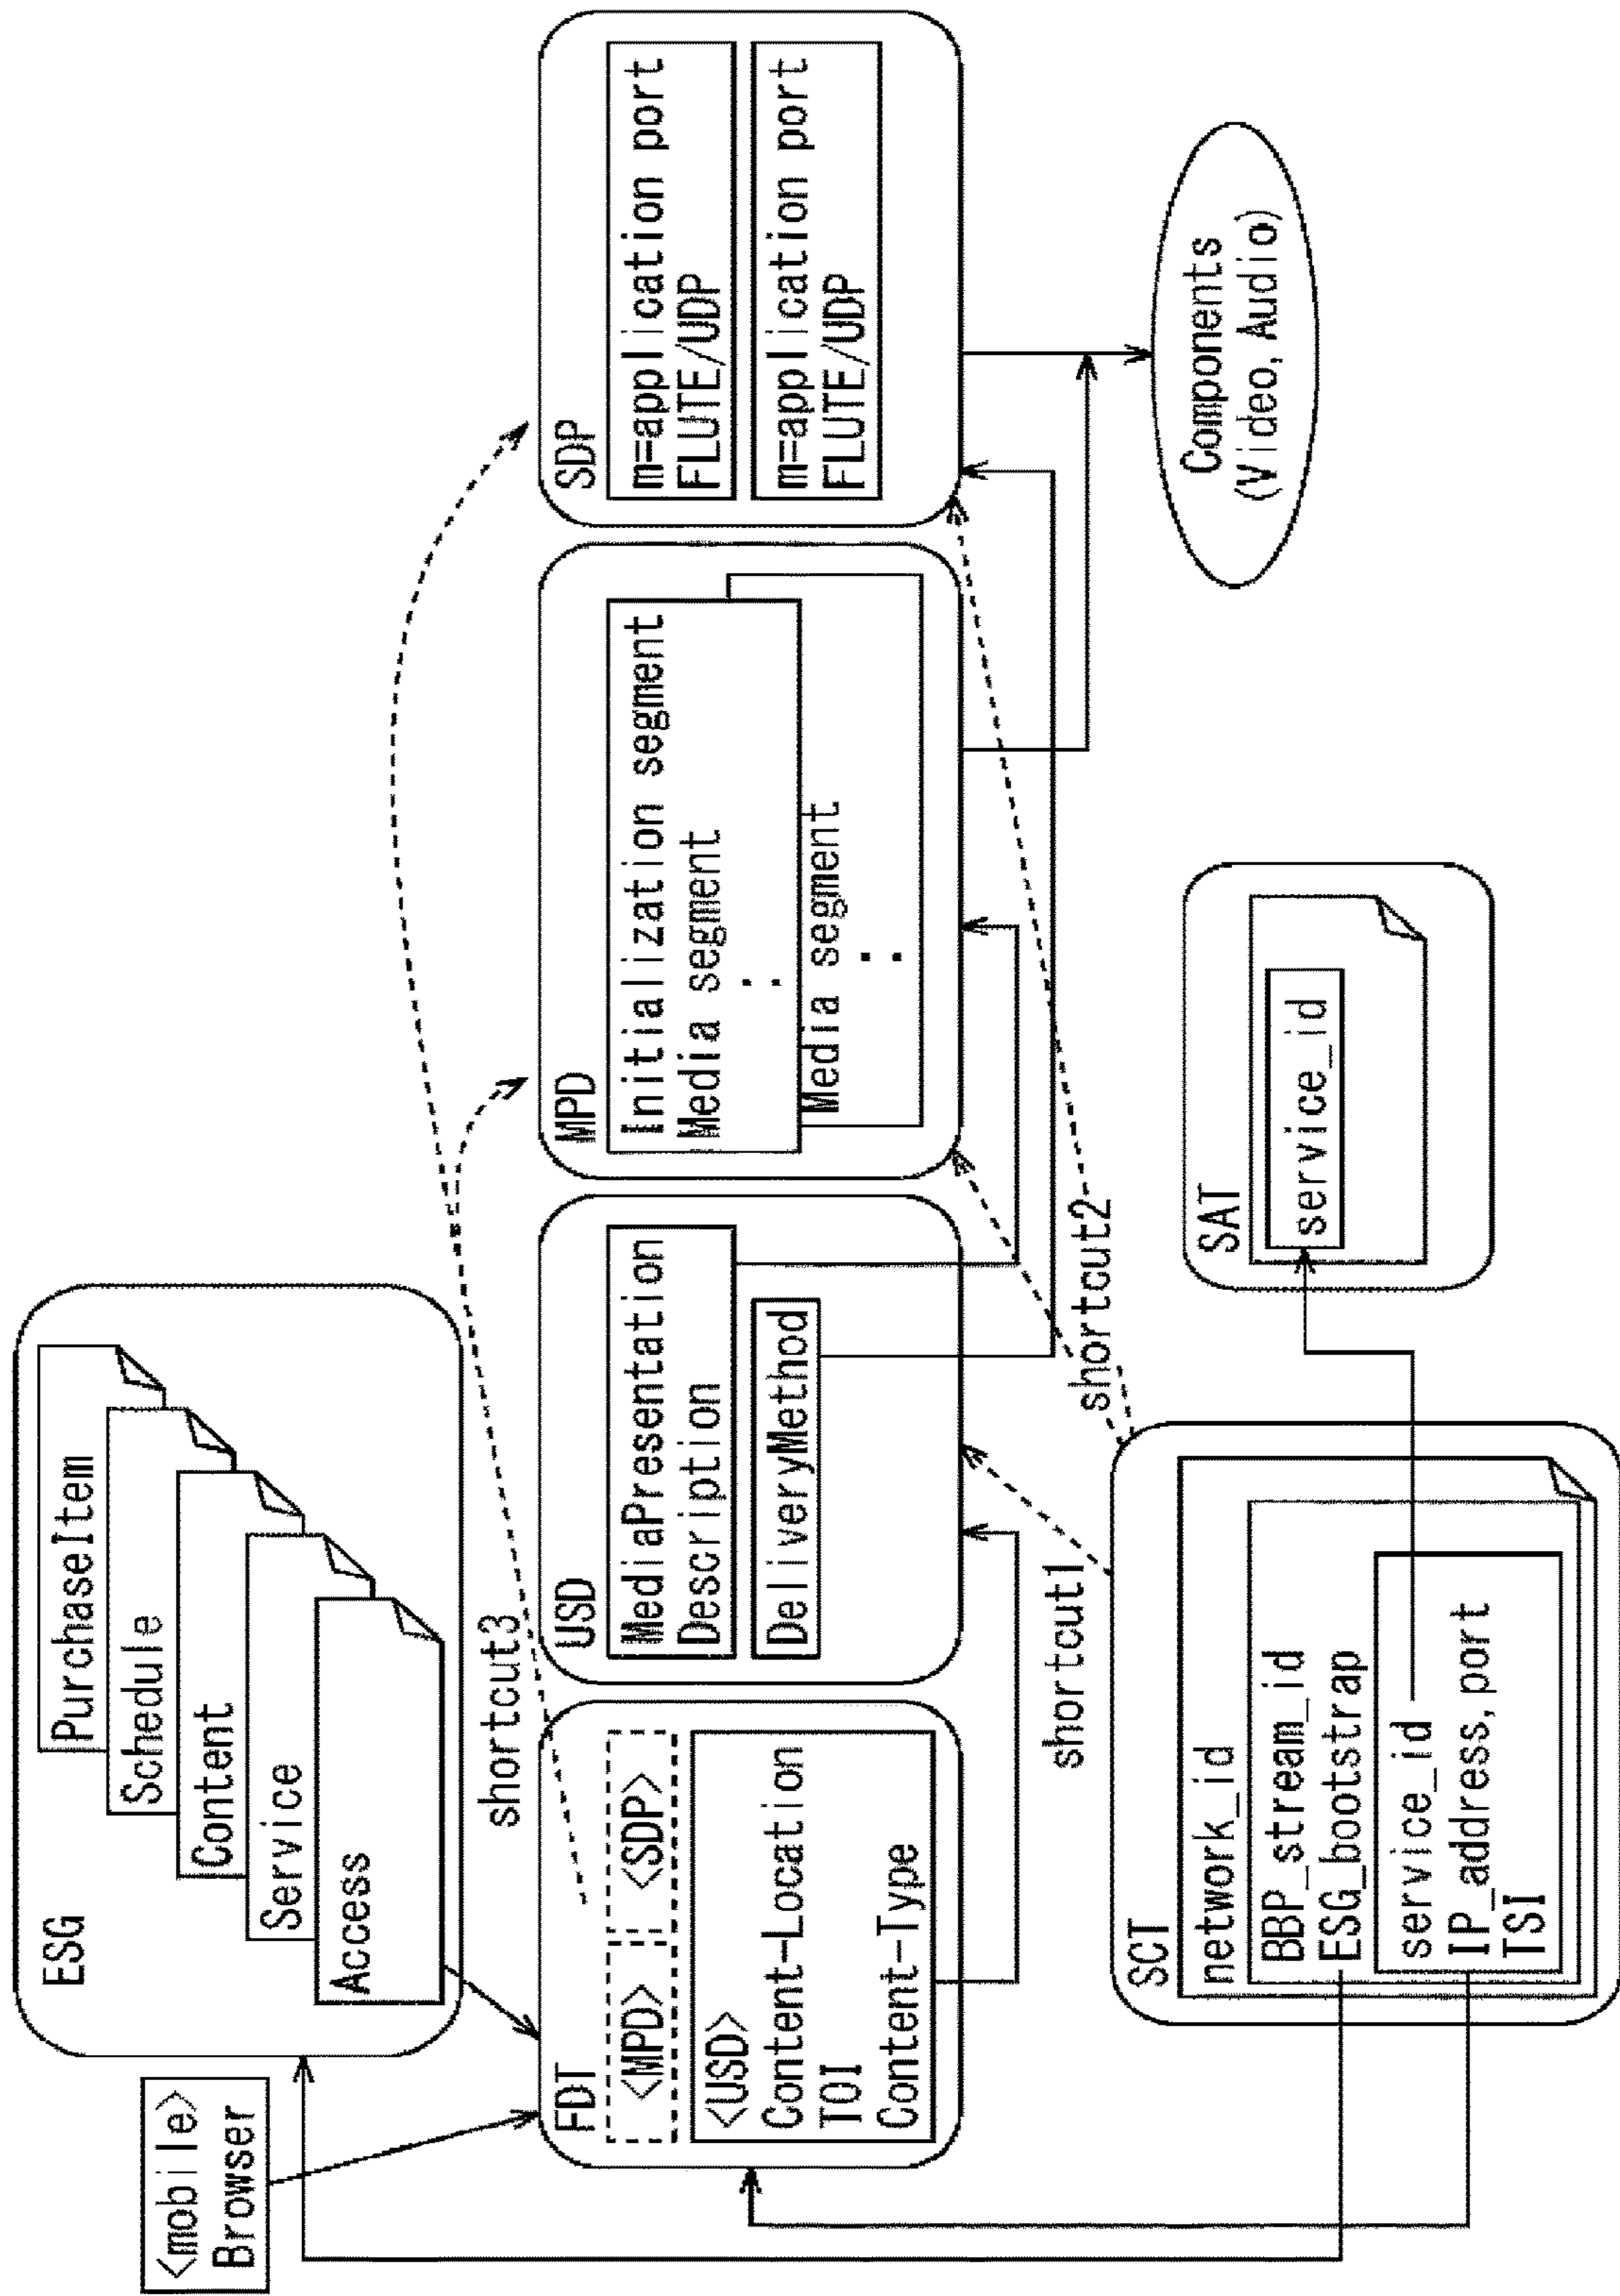 <mobile>
Browser
ESG
PurchaseItem
Schedule
Content
Service
Access
shortcut3
FDT
<MPD>
<SDP>
<USD>
Content-Location
TOI
Content-Type
USD
MediaPresentation
Description
DeliveryMethod
MPD
Initialization segment
Media segment
:
Media segment
:
SDP
m=application port
FLUTE/UDP
m=application port
FLUTE/UDP
shortcut1
shortcut2
SCT
network_id
BBP_stream_id
ESG_bootstrap
service_id
IP_address,port
TSI
SAT
service_id
Components
(Video, Audio)